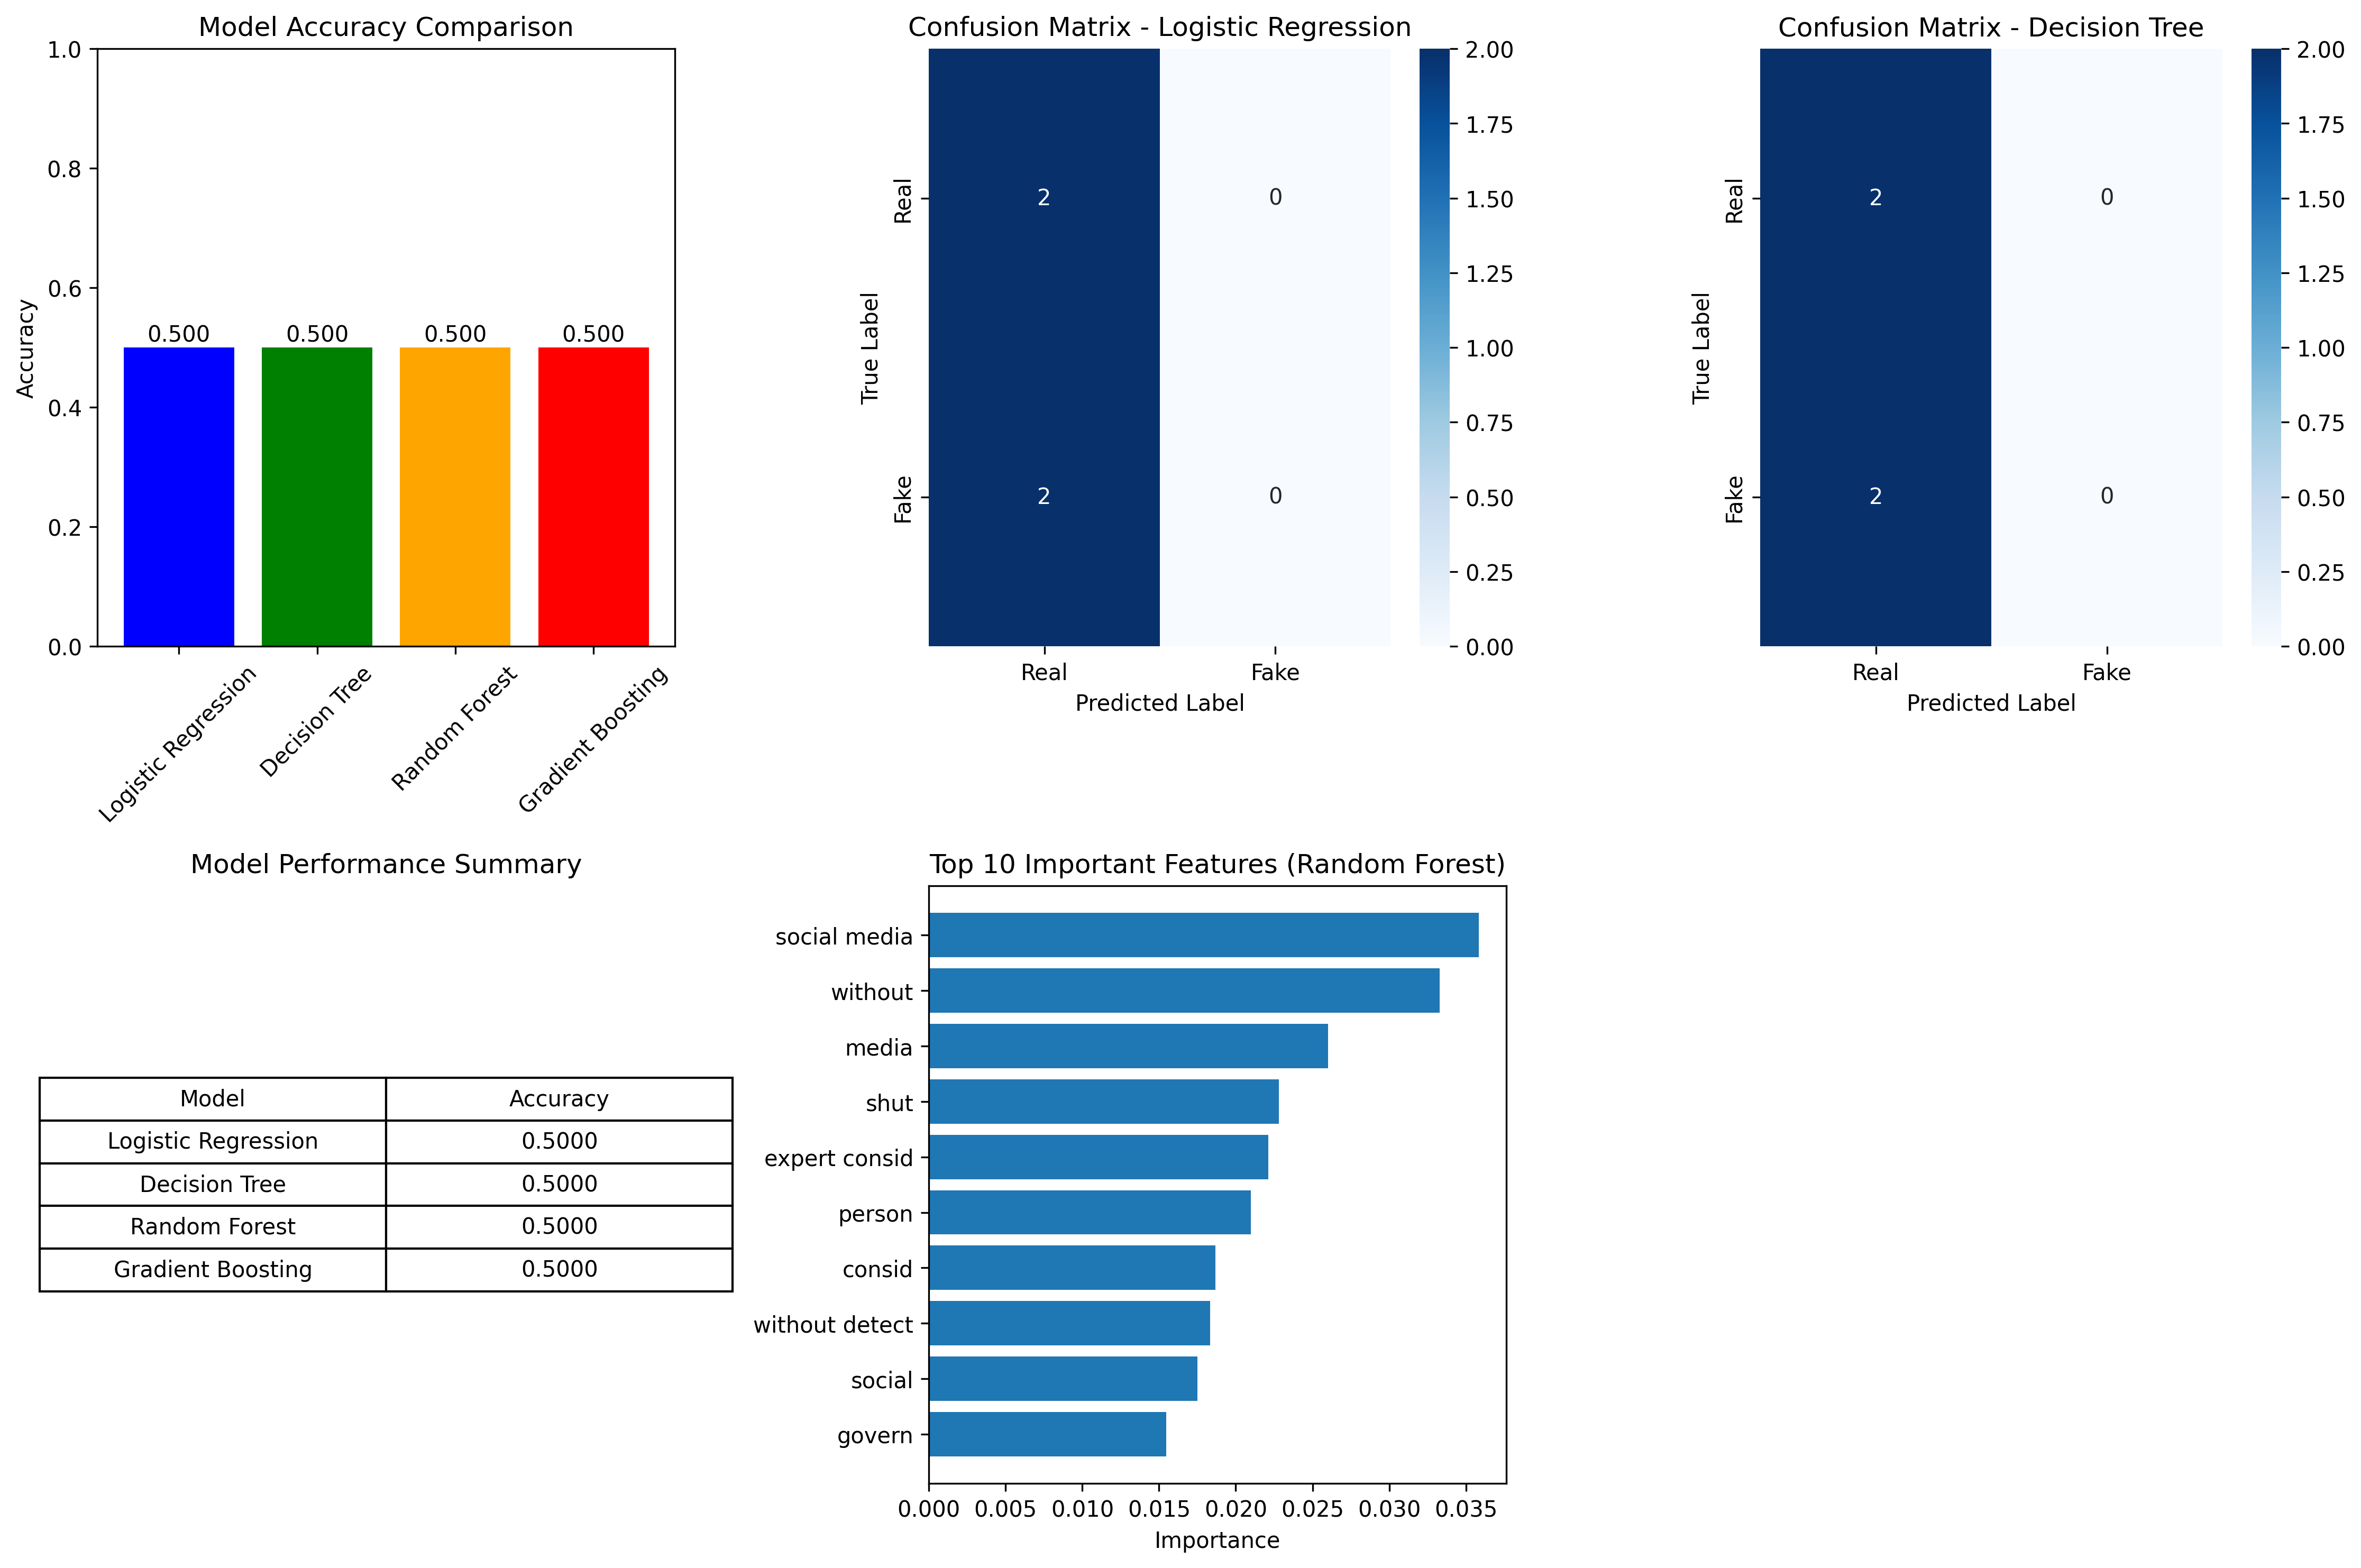 Model Accuracy Comparison
1.0
0.8
0.6
0.4
0.2
0.0
Accuracy
0.500 0.500 0.500 0.500
Logistic Regression
Decision Tree
Random Forest
Gradient Boosting
Confusion Matrix - Logistic Regression
True Label
Real
Fake
2 0
2 0
Real Fake
Predicted Label
2.00
1.75
1.50
1.25
1.00
0.75
0.50
0.25
0.00
Confusion Matrix - Decision Tree
True Label
Real
Fake
2 0
2 0
Real Fake
Predicted Label
2.00
1.75
1.50
1.25
1.00
0.75
0.50
0.25
0.00
Model Performance Summary
Model Accuracy
Logistic Regression 0.5000
Decision Tree 0.5000
Random Forest 0.5000
Gradient Boosting 0.5000
Top 10 Important Features (Random Forest)
social media
without
media
shut
expert consid
person
consid
without detect
social
govern
0.000 0.005 0.010 0.015 0.020 0.025 0.030 0.035
Importance